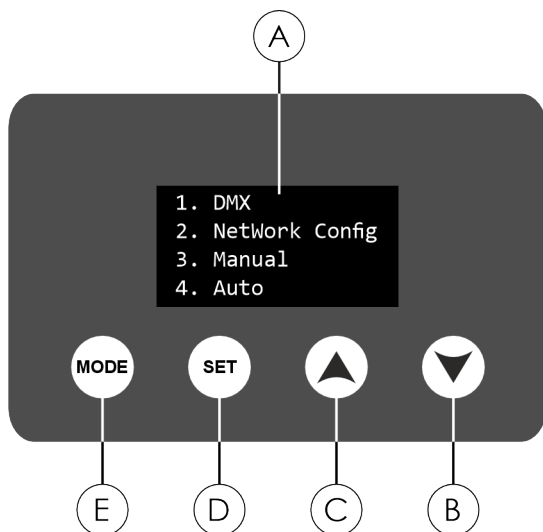 A
1. DMX
2. NetWork Config
3. Manual
4. Auto
MODE SET
E D C B